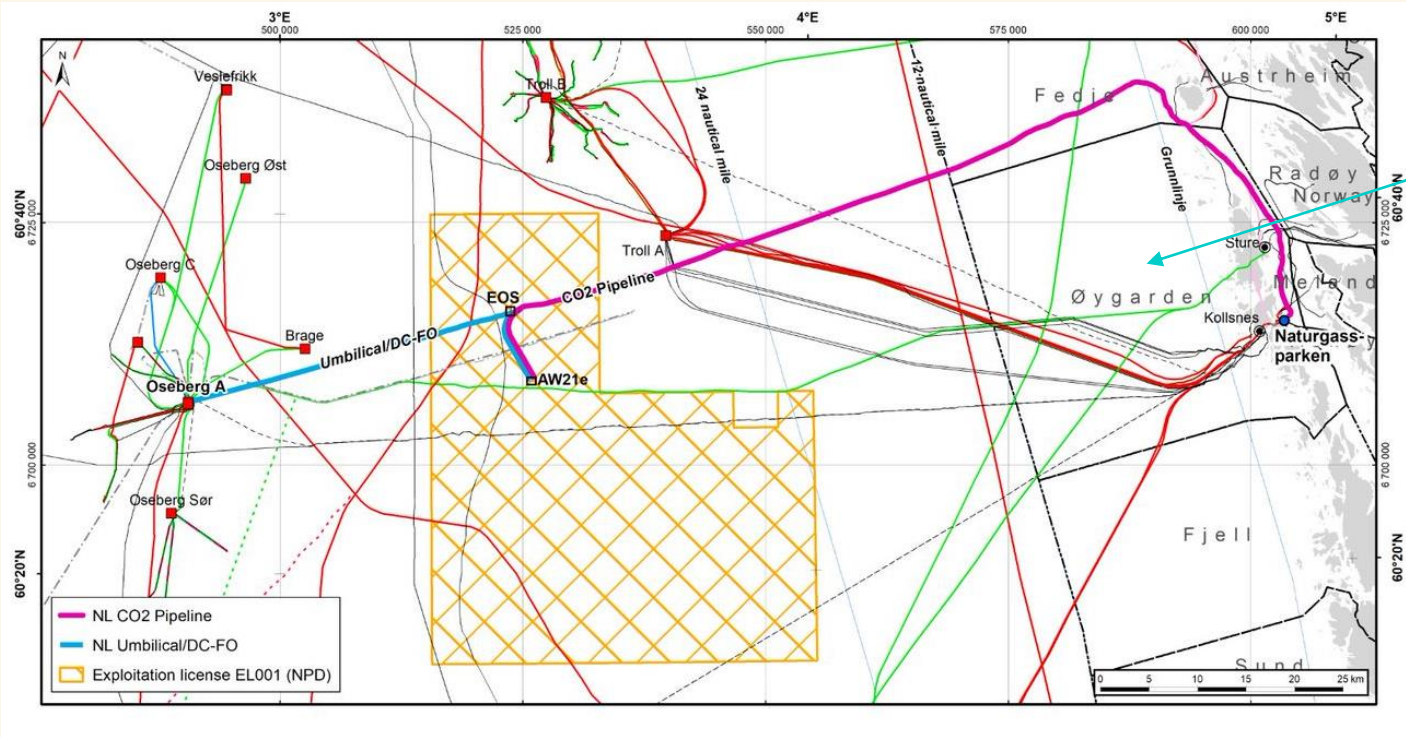 3°E
4°E
5°E
500 000
525 000
550 000
575 000
600 000
N
Veslefrikk
Troll B
24 nautical mile
12 nautical mile
Fedje
Austrheim
Oseberg Øst
Grunnlinje
Radøy
Norway
60°40'N
6 725 000
60°40'N
6 725 000
Troll A
Sture
Oseberg C
EOS
CO2 Pipeline
Øygarden
Meland
Brage
Umbilical/DC-FO
Kollsnes
Naturgass-
parken
Oseberg A
AW21e
6 700 000
6 700 000
Oseberg Sør
Fjell
60°20'N
60°20'N
NL CO2 Pipeline
NL Umbilical/DC-FO
Exploitation license EL001 (NPD)
Sund
0 5 10 15 20 25 km